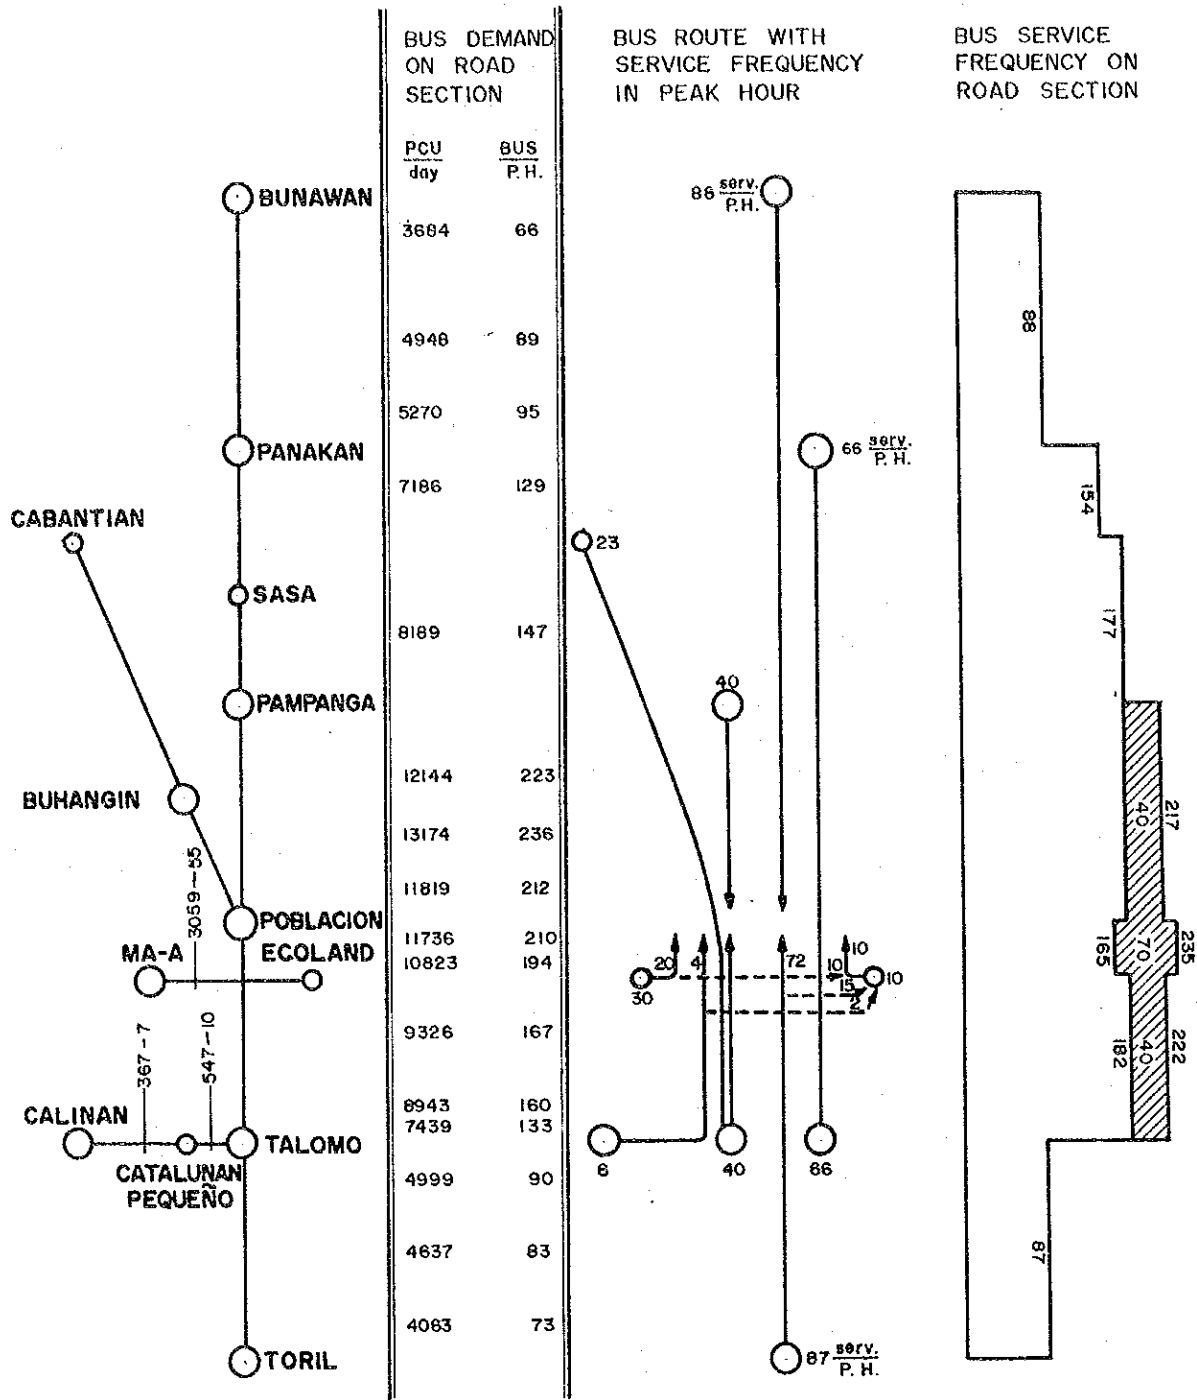 BUS DEMAND
ON ROAD
SECTION
BUS ROUTE WITH
SERVICE FREQUENCY
IN PEAK HOUR
BUS SERVICE
FREQUENCY ON
ROAD SECTION
PCU
day
BUS
P.H.
BUNAWAN
3684 66
4948 89
5270 95
PANAKAN
7186 129
CABANTIAN
SASA
8189 147
PAMPANGA
12144 223
BUHANGIN
13174 236
3059-55
11819 212
POBLACION
11736 210
MA-A
ECOLAND
10823 194
9326 167
367-7
547-10
8943 160
CALINAN
7439 133
TALOMO
CATALUÑAN
PEQUEÑO
4999 90
4637 83
4063 73
TORIL
88 serv.
P.H.
66 serv.
P.H.
23
40
20
4
72
10
10
30
10
15
2
6
40
66
87 serv.
P.H.
88
154
177
40
217
165
70
235
182
40
222
87